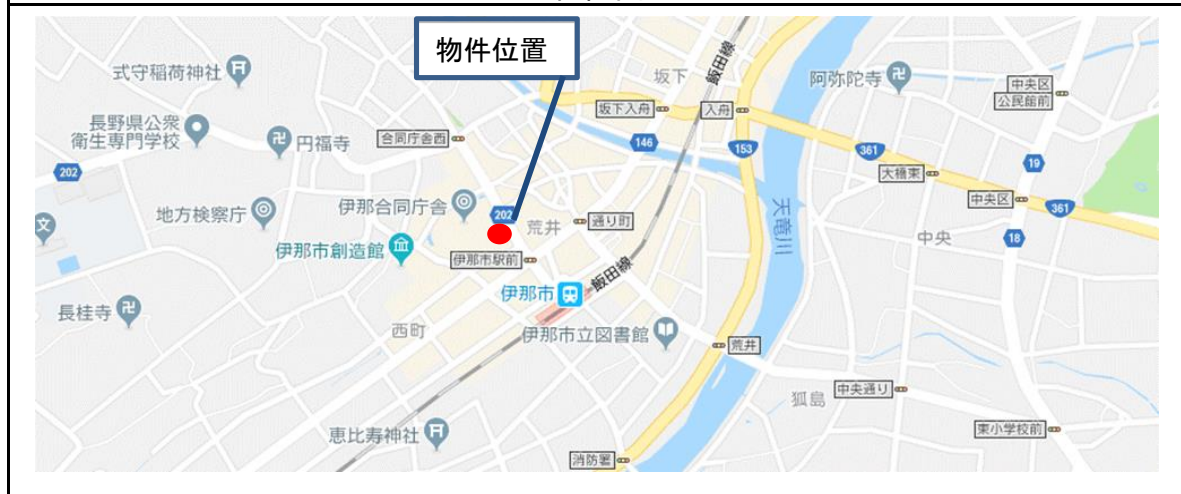 物件位置
式守稲荷神社
坂下
飯田線
阿弥陀寺
中央区
公民館前
坂下入舟
入舟
長野県公衆
衛生専門学校
円福寺
合同庁舎西
146
153
361
19
大橋東
202
地方検察庁
伊那合同庁舎
202
荒井
通り町
天竜川
中央区
361
中央
18
伊那市創造館
伊那市駅前
飯田線
伊那市
長桂寺
西町
伊那市立図書館
荒井
狐島
中央通り
恵比寿神社
東小学校前
消防署
文